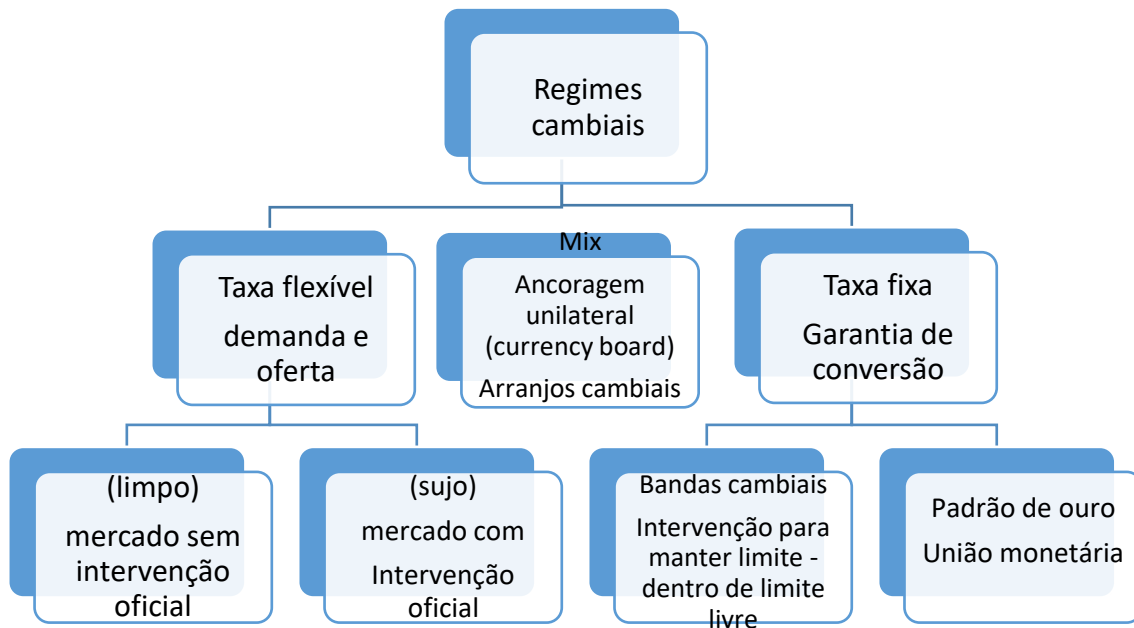 Regimes
cambiais
Taxa flexível
demanda e
oferta
Mix
Ancoragem
unilateral
(currency board)
Arranjos cambiais
Taxa fixa
Garantia de
conversão
(limpo)
mercado sem
intervenção
oficial
(sujo)
mercado com
Intervenção
oficial
Bandas cambiais
Intervenção para
manter limite -
dentro de limite
livre
Padrão de ouro
União monetária